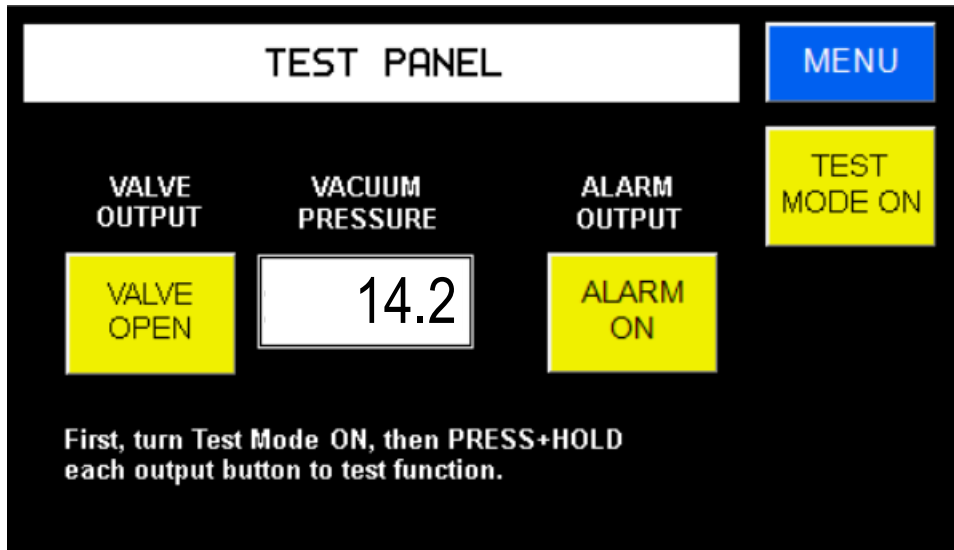 TEST PANEL
MENU
TEST
MODE ON
VALVE
OUTPUT
VACUUM
PRESSURE
ALARM
OUTPUT
VALVE
OPEN
14.2
ALARM
ON
First, turn Test Mode ON, then PRESS+HOLD
each output button to test function.